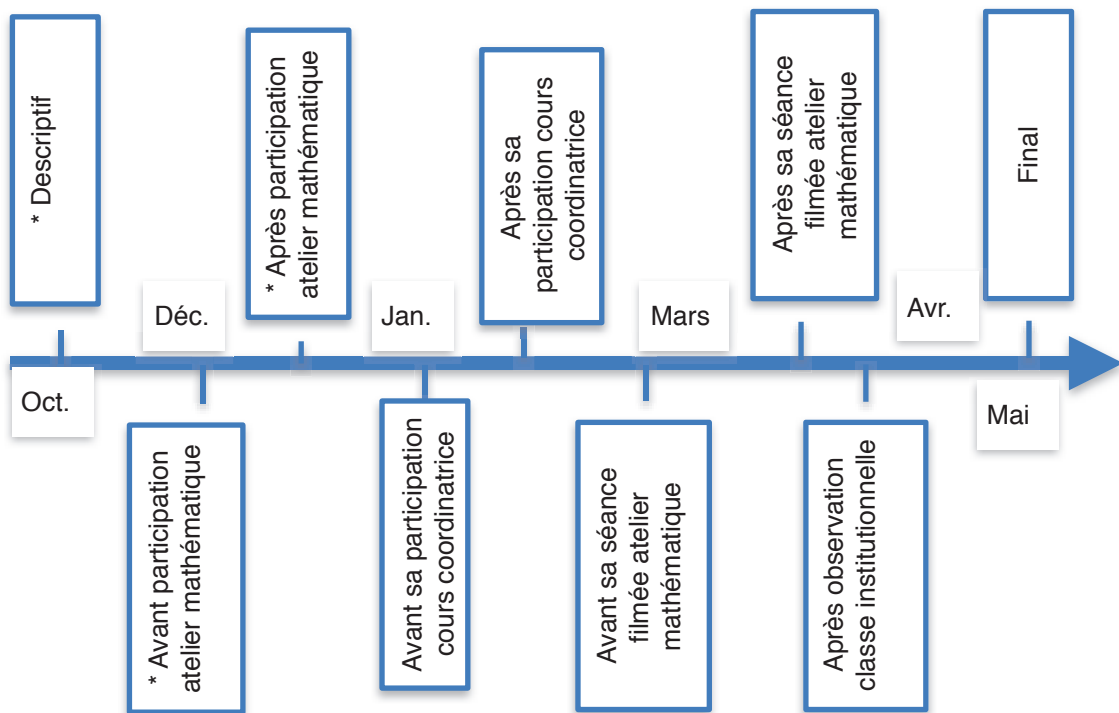 * Descriptif
* Après participation
atelier mathématique
Après sa
participation cours
coordinatrice
Après sa séance
filmée atelier
mathématique
Final
Déc.
Jan.
Mars
Avr.
Oct.
Mai
* Avant participation
atelier mathématique
Avant sa participation
cours coordinatrice
Avant sa séance
filmée atelier
mathématique
Après observation
classe institutionnelle